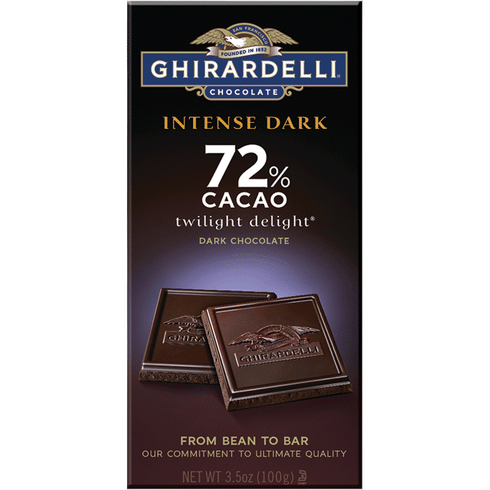 SAN FRANCISCO
FOUNDED IN 1852
GHIRARDELLI®
CHOCOLATE
INTENSE DARK
72%
CACAO
twilight delight®
DARK CHOCOLATE
GHIRARDELLI
FROM BEAN TO BAR
OUR COMMITMENT TO ULTIMATE QUALITY
NET WT 3.5oz (100g)